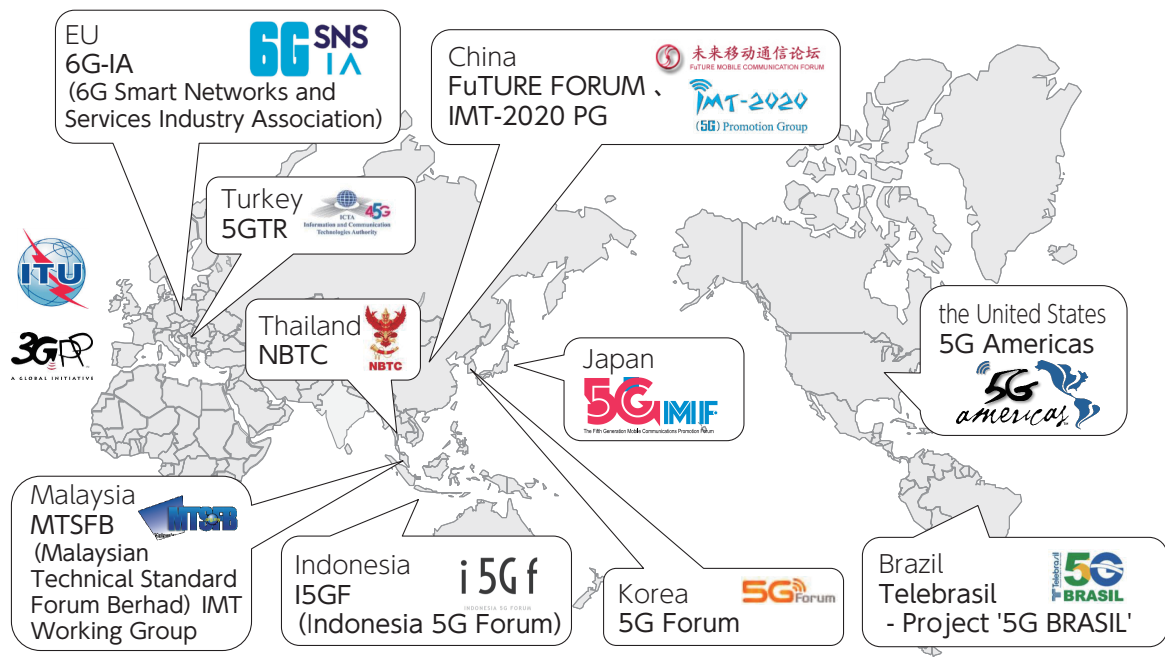 EU
6G-IA
(6G Smart Networks and
Services Industry Association)
6G SNS
IA
China
FuTURE FORUM 、
IMT-2020 PG
未来移动通信论坛
FuTURE MOBILE COMMUNICATION FORUM
IMT-2020
(5G) Promotion Group
Turkey
5GTR
4.5G
ICTA
Information and Communication
Technologies Authority
ITU
3GPP
A GLOBAL INITIATIVE
Thailand
NBTC
NBTC
Japan
5GMF
The Fifth Generation Mobile Communications Promotion Forum
the United States
5G Americas
5G
americas
Malaysia
MTSFB
(Malaysian
Technical Standard
Forum Berhad) IMT
Working Group
MTSFB
Indonesia
I5GF
(Indonesia 5G Forum)
i5Gf
INDONESIA 5G FORUM
Korea
5G Forum
5G Forum
Brazil
Telebrasil
- Project '5G BRASIL'
Telebrasil
5G
BRASIL